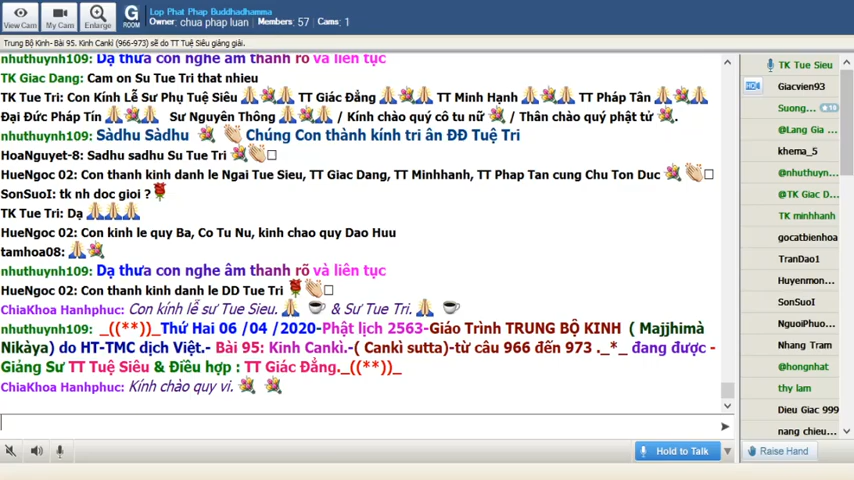 View Cam
My Cam
Enlarge
G
ROOM
Lop Phat Phap Buddhadhamma
Owner: chua phap luan / Members: 57 / Cams: 1
Trung Bộ Kinh- Bài 95. Kinh Cankí (966-973) sẽ do TT Tuệ Siêu giảng giải.
nhuthuynh109: Dạ thưa con nghe âm thanh rõ và liên tục
TK Giac Dang: Cam on Su Tue Tri that nhieu
TK Tue Tri: Con Kính Lễ Sư Phụ Tuệ Siêu TT Giác Đẳng TT Minh Hạnh TT Pháp Tân
Đại Đức Pháp Tín Sư Nguyên Thông / Kính chào quý cô tu nữ / Thân chào quý phật tử .
nhuthuynh109: Sàdhu Sàdhu Chúng Con thành kính tri ân ĐĐ Tuệ Tri
HoaNguyet-8: Sadhu sadhu Su Tue Tri
HueNgoc 02: Con thanh kinh danh le Ngai Tue Sieu, TT Giac Dang, TT Minhhanh, TT Phap Tan cung Chu Ton Duc
SonSuoI: tk nh doc gioi ?
TK Tue Tri: Dạ
HueNgoc 02: Con kinh le quy Ba, Co Tu Nu, kinh chao quy Dao Huu
tamhoa08:
nhuthuynh109: Dạ thưa con nghe âm thanh rõ và liên tục
HueNgoc 02: Con thanh kinh danh le DD Tue Tri
ChiaKhoa Hanhphuc: Con kính lễ sư Tue Sieu. & Sư Tue Tri.
nhuthuynh109: _((**))_Thứ Hai 06 /04 /2020-Phật lịch 2563-Giáo Trình TRUNG BỘ KINH ( Majjhimà
Nikàya) do HT-TMC dịch Việt.- Bài 95: Kinh Cankì.-( Cankì sutta)-từ câu 966 đến 973 ._*_ đang được -
Giảng Sư TT Tuệ Siêu & Điều hợp : TT Giác Đẳng._((**))_
ChiaKhoa Hanhphuc: Kính chào quy vi.
Hold to Talk
TK Tue Sieu
Giacvien93
Suong...
@Lang Gia ...
khema_5
@nhuthuyn...
@TK Giac D...
TK minhhanh
gocatbienhoa
TranDao1
Huyenmon...
SonSuoI
NguoiPhuo...
Nhang Tram
@hongnhat
thy lam
Dieu Giac 999
nang chieu...
Raise Hand